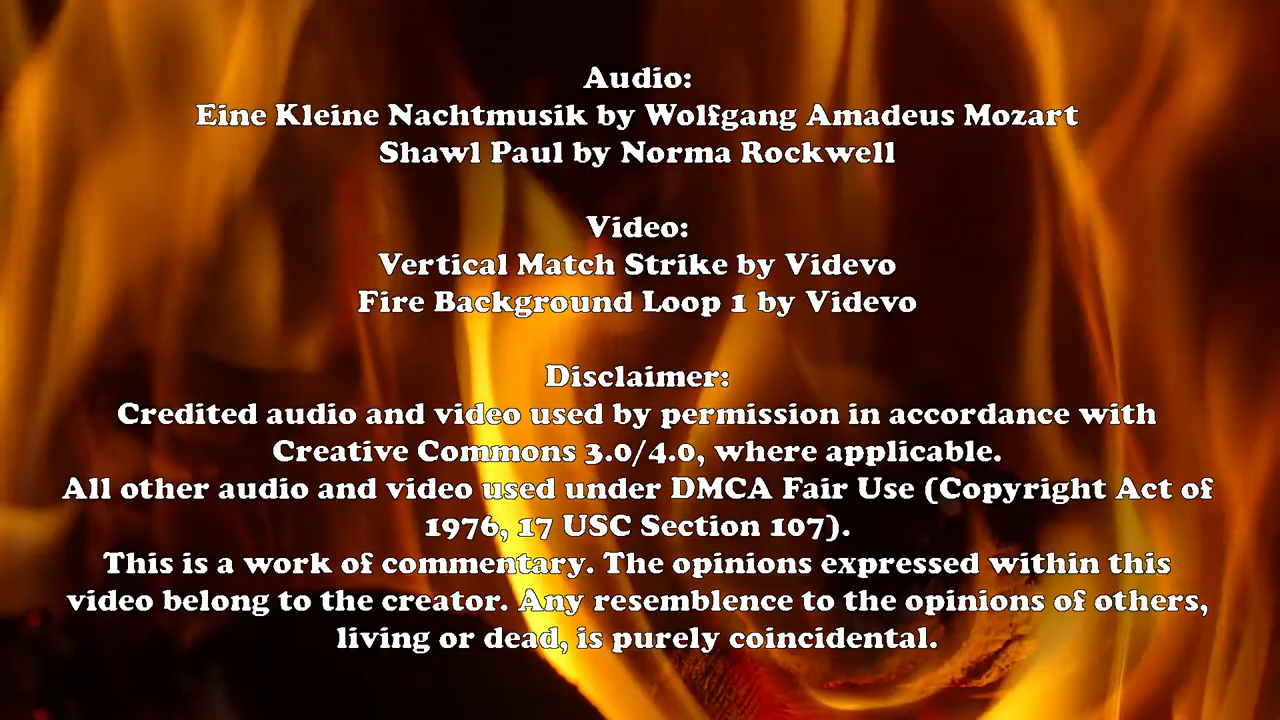 Audio:
Eine Kleine Nachtmusik by Wolfgang Amadeus Mozart
Shawl Paul by Norma Rockwell
Video:
Vertical Match Strike by Videvo
Fire Background Loop 1 by Videvo
Disclaimer:
Credited audio and video used by permission in accordance with
Creative Commons 3.0/4.0, where applicable.
All other audio and video used under DMCA Fair Use (Copyright Act of
1976, 17 USC Section 107).
This is a work of commentary. The opinions expressed within this
video belong to the creator. Any resemblence to the opinions of others,
living or dead, is purely coincidental.